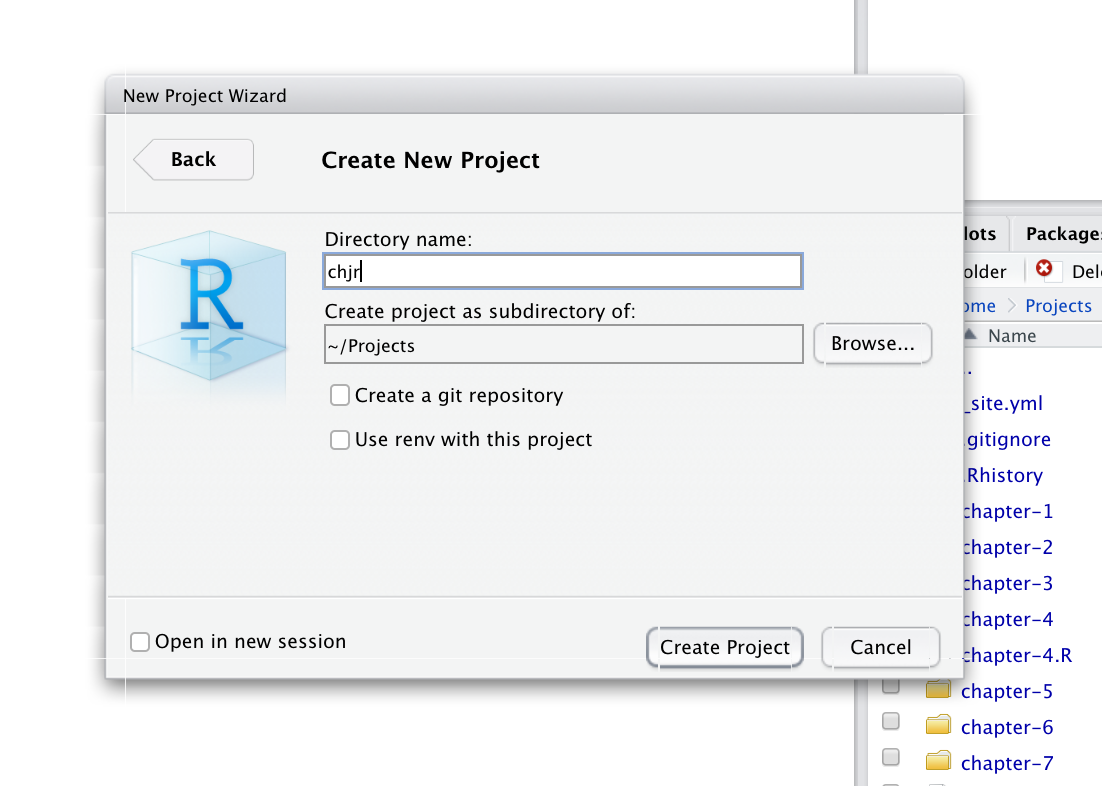 New Project Wizard
Back
Create New Project
R
Directory name:
chjr
Create project as subdirectory of:
~/Projects
Browse...
Create a git repository
Use renv with this project
Open in new session
Create Project
Cancel
lots
Package
older
Del
ome > Projects
Name
..
_site.yml
.gitignore
.Rhistory
chapter-1
chapter-2
chapter-3
chapter-4
chapter-4.R
chapter-5
chapter-6
chapter-7